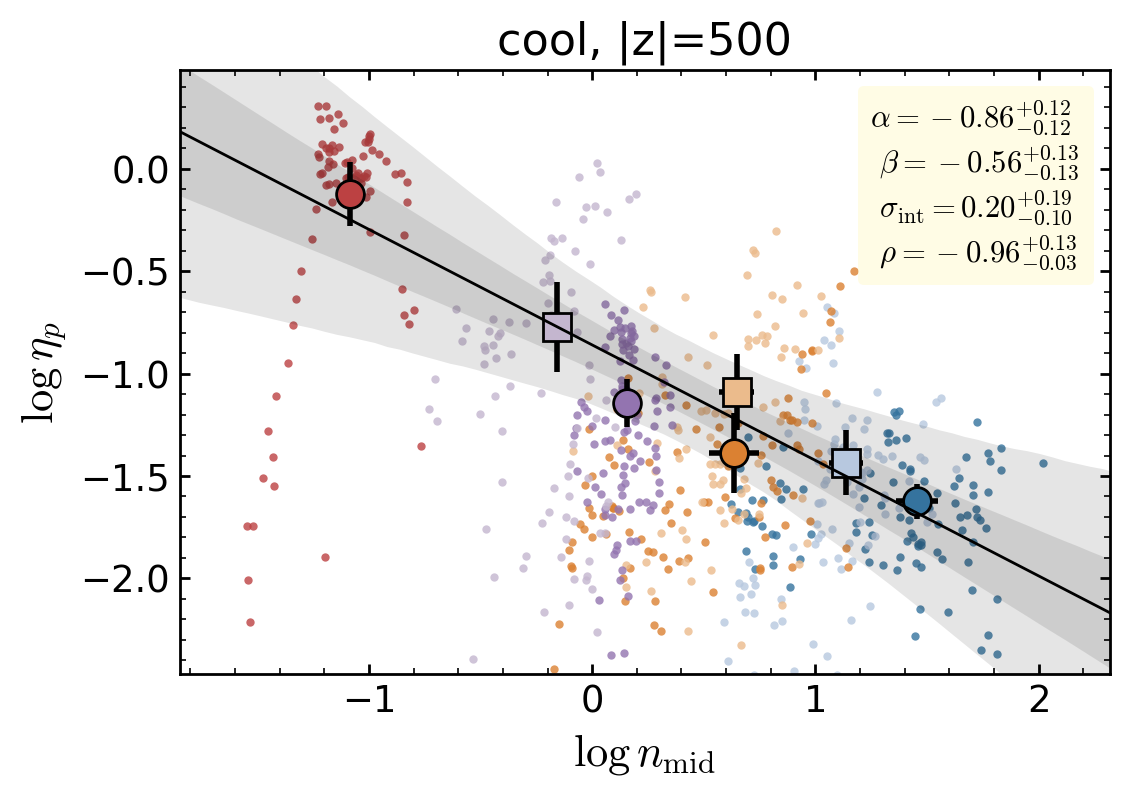 cool, |z|=500
α = −0.86+0.12−0.12
β = −0.56+0.13−0.13
σint = 0.20+0.19−0.10
ρ = −0.96+0.13−0.03
0.0
−0.5
−1.0
−1.5
−2.0
log ηp
−1 0 1 2
log nmid